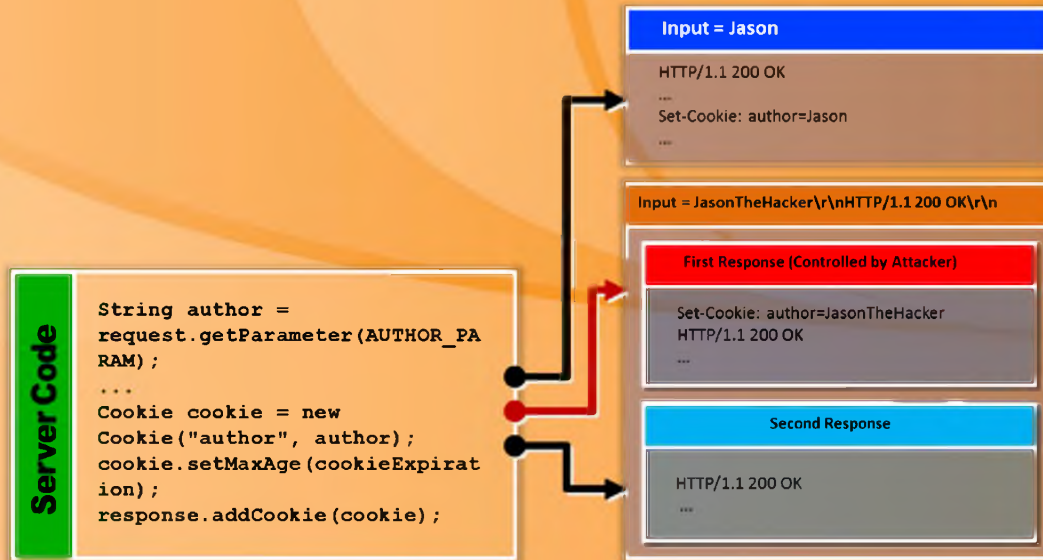 Input = Jason
HTTP/1.1 200 OK
...
Set-Cookie: author=Jason
...
Input = JasonTheHacker\r\nHTTP/1.1 200 OK\r\n
First Response (Controlled by Attacker)
Set-Cookie: author=JasonTheHacker
HTTP/1.1 200 OK
...
Second Response
HTTP/1.1 200 OK
...
Server Code
String author =
request.getParameter(AUTHOR_PA
RAM);
...
Cookie cookie = new
Cookie("author", author);
cookie.setMaxAge(cookieExpirat
ion);
response.addCookie(cookie);